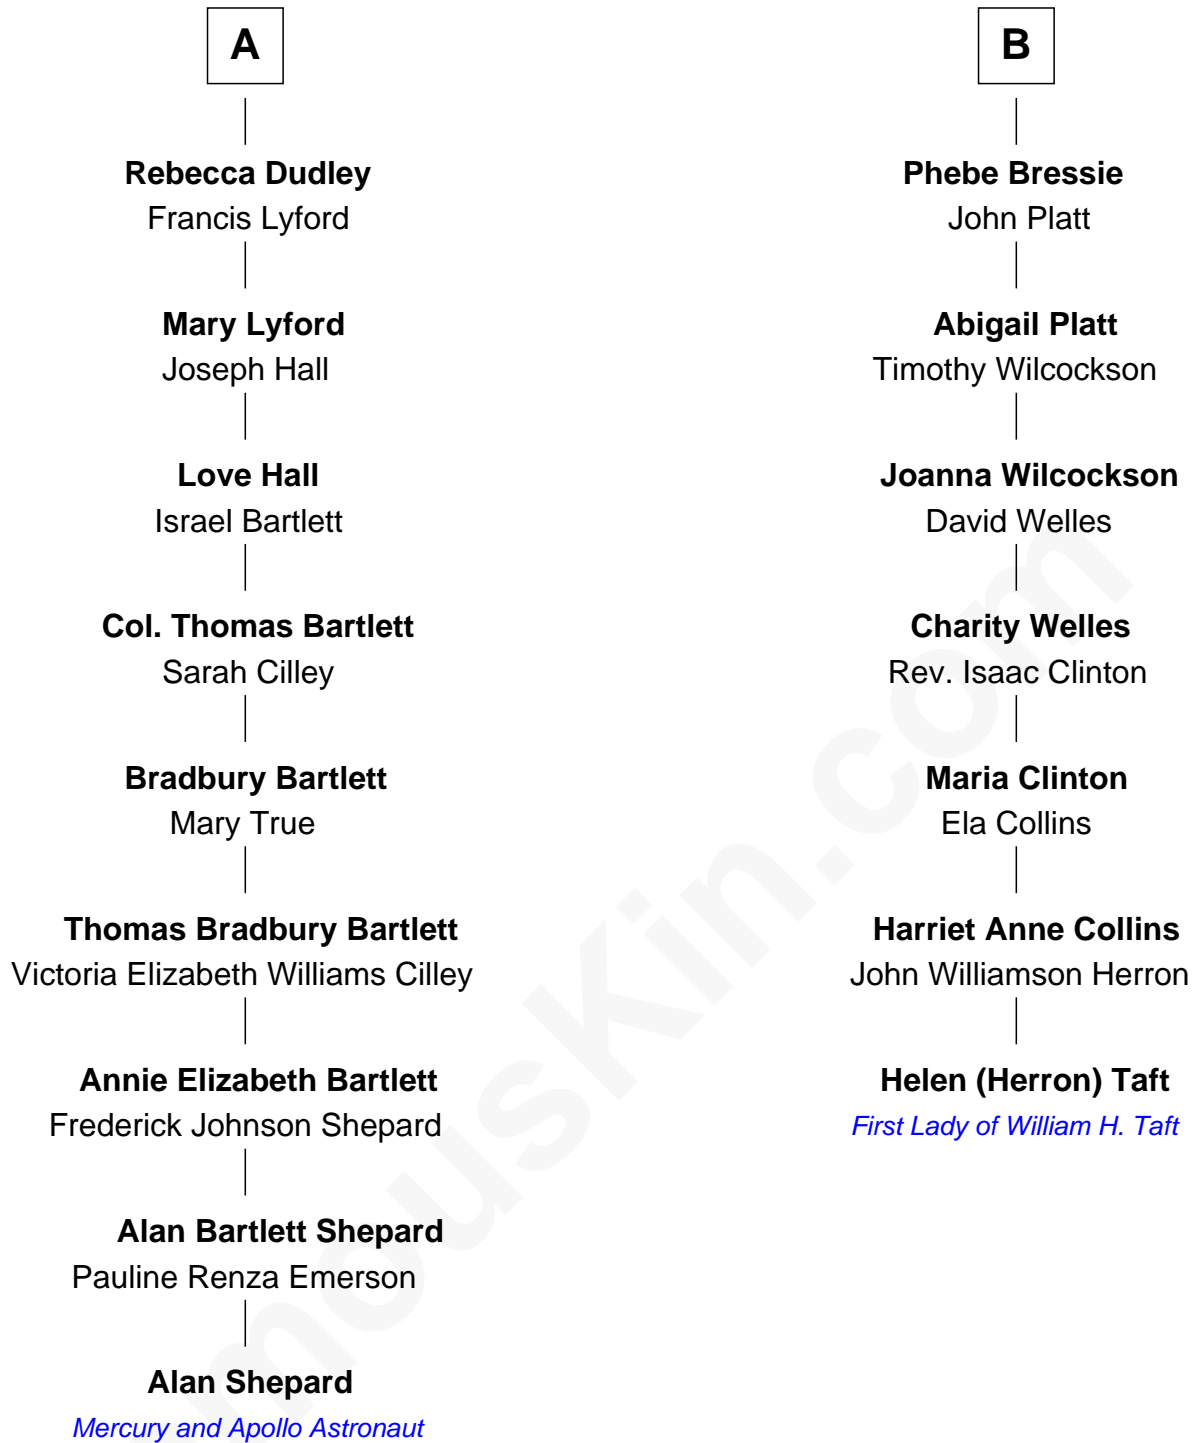 A
Rebecca Dudley
Francis Lyford
Mary Lyford
Joseph Hall
Love Hall
Israel Bartlett
Col. Thomas Bartlett
Sarah Cilley
Bradbury Bartlett
Mary True
Thomas Bradbury Bartlett
Victoria Elizabeth Williams Cilley
Annie Elizabeth Bartlett
Frederick Johnson Shepard
Alan Bartlett Shepard
Pauline Renza Emerson
Alan Shepard
Mercury and Apollo Astronaut
B
Phebe Bressie
John Platt
Abigail Platt
Timothy Wilcockson
Joanna Wilcockson
David Welles
Charity Welles
Rev. Isaac Clinton
Maria Clinton
Ela Collins
Harriet Anne Collins
John Williamson Herron
Helen (Herron) Taft
First Lady of William H. Taft
mousKin.com